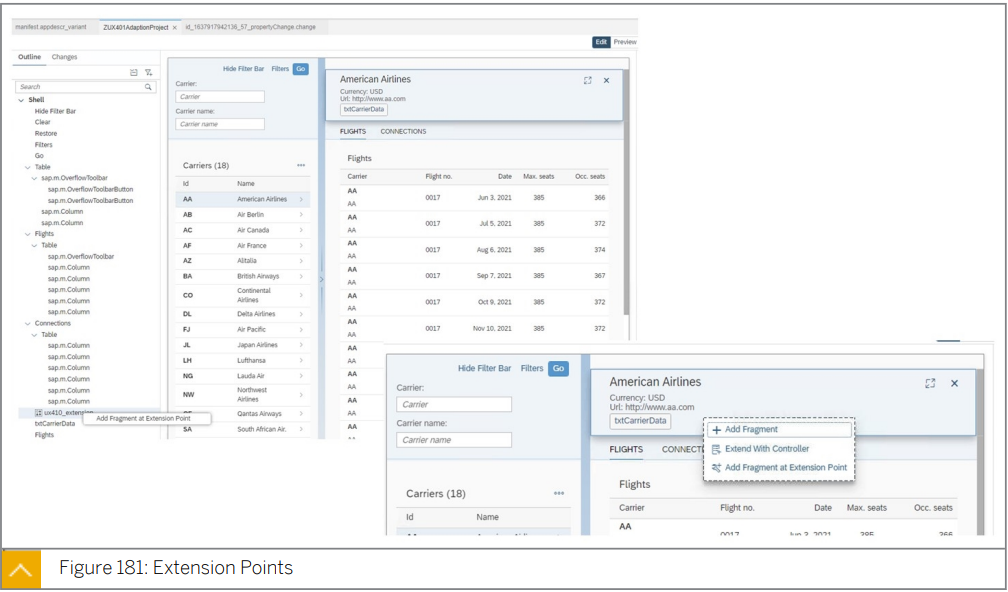 manifest.appdescr_variant ZUX401AdaptionProject × id_1637917942136_57_propertyChange.change
Edit Preview
Outline Changes
Search
Shell
Hide Filter Bar
Clear
Restore
Filters
Go
Table
sap.m.OverflowToolbar
sap.m.OverflowToolbarButton
sap.m.OverflowToolbarButton
sap.m.Column
sap.m.Column
Flights
Table
sap.m.OverflowToolbar
sap.m.Column
sap.m.Column
sap.m.Column
sap.m.Column
sap.m.Column
Connections
Table
sap.m.Column
sap.m.Column
sap.m.Column
sap.m.Column
sap.m.Column
sap.m.Column
ux410_extension
Add Fragment at Extension Point
txtCarrierData
Flights
Hide Filter Bar Filters Go
Carrier:
Carrier
Carrier name:
Carrier name
Carriers (18)
Id Name
AA American Airlines
AB Air Berlin
AC Air Canada
AF Air France
AZ Alitalia
BA British Airways
CO Continental
Airlines
DL Delta Airlines
FJ Air Pacific
JL Japan Airlines
LH Lufthansa
NG Lauda Air
NW Northwest
Airlines
Qantas Airways
SA South African Air.
American Airlines
Currency: USD
Url: http://www.aa.com
txtCarrierData
FLIGHTS CONNECTIONS
Flights
Carrier Flight no. Date Max. seats Occ. seats
AA
AA 0017 Jun 3, 2021 385 366
AA
AA 0017 Jul 5, 2021 385 372
AA
AA 0017 Aug 6, 2021 385 374
AA
AA 0017 Sep 7, 2021 385 367
AA
AA 0017 Oct 9, 2021 385 372
AA
AA 0017 Nov 10, 2021 385 372
AA
AA
AA
AA
AA
AA
AA
Hide Filter Bar Filters Go
Carrier:
Carrier
Carrier name:
Carrier name
Carriers (18)
Id Name
American Airlines
Currency: USD
Url: http://www.aa.com
txtCarrierData
Add Fragment
Extend With Controller
Add Fragment at Extension Point
FLIGHTS CONNECT
Flights
Carrier Flight no. Date Max. seats Occ. seats
AA
0017 Jun 3, 2021 385 366
Figure 181: Extension Points